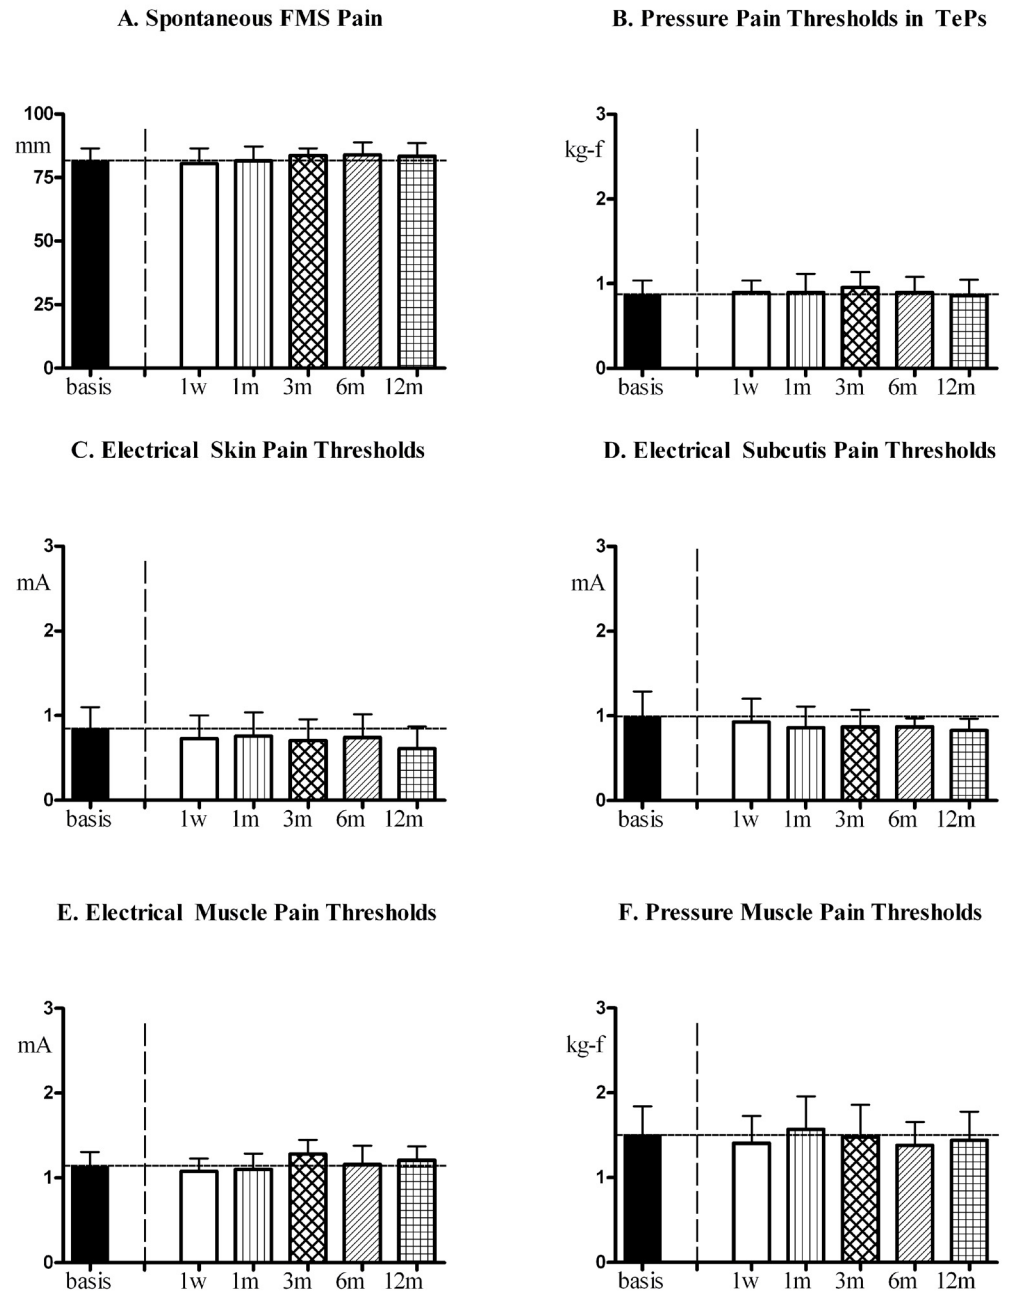 A. Spontaneous FMS Pain
100
mm
75
50
25
0
basis 1w 1m 3m 6m 12m
B. Pressure Pain Thresholds in TePs
3
kg-f
2
1
0
basis 1w 1m 3m 6m 12m
C. Electrical Skin Pain Thresholds
3
mA
2
1
0
basis 1w 1m 3m 6m 12m
D. Electrical Subcutis Pain Thresholds
3
mA
2
1
0
basis 1w 1m 3m 6m 12m
E. Electrical Muscle Pain Thresholds
3
mA
2
1
0
basis 1w 1m 3m 6m 12m
F. Pressure Muscle Pain Thresholds
3
kg-f
2
1
0
basis 1w 1m 3m 6m 12m